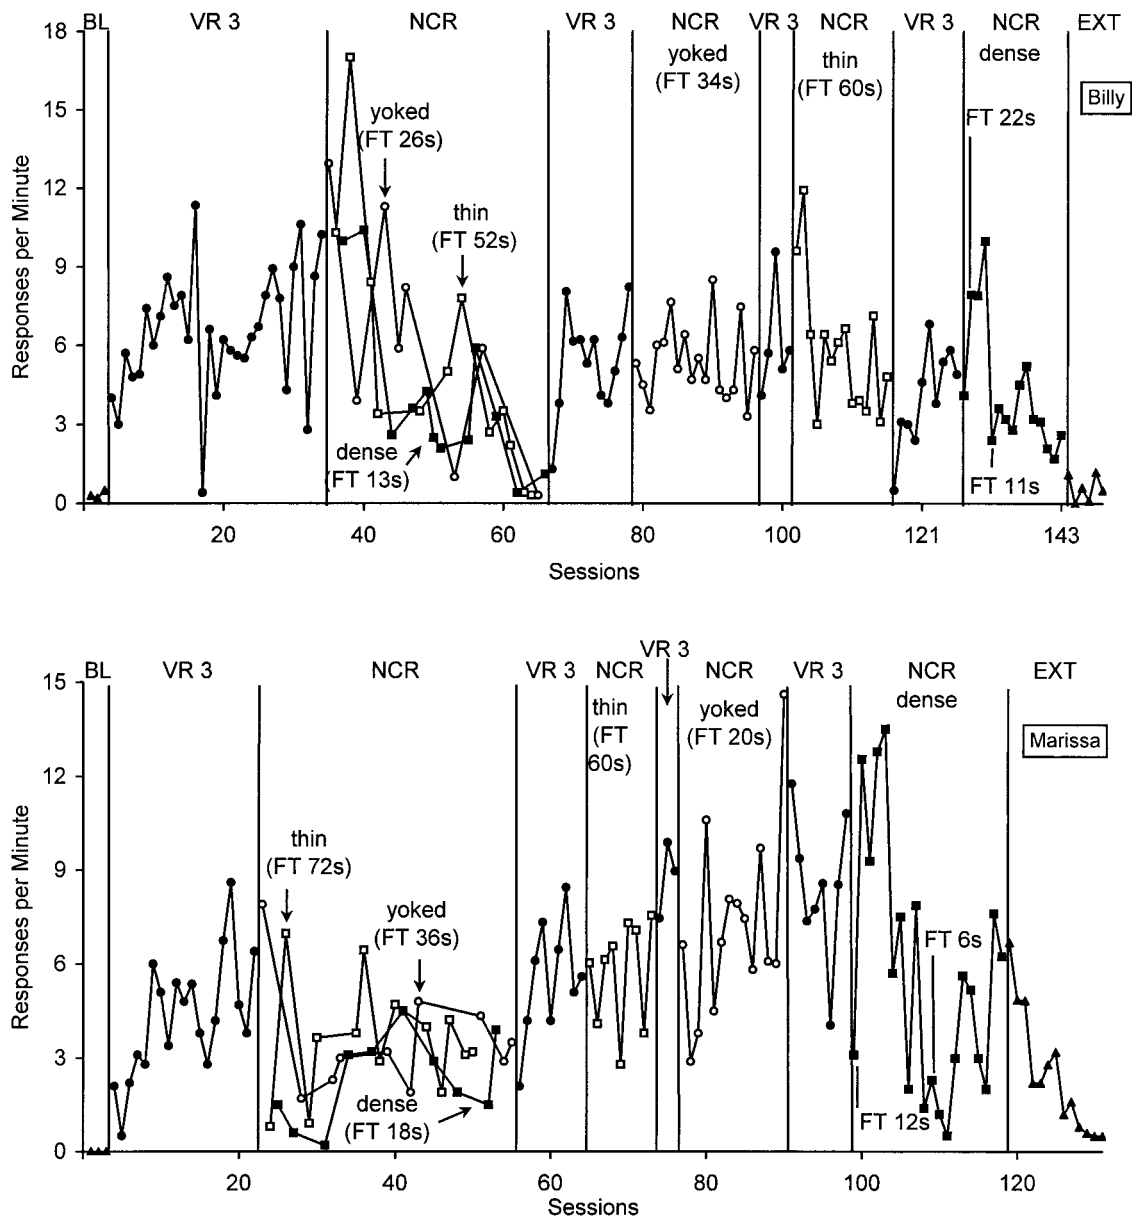 BL VR 3 NCR VR 3 NCR VR 3 NCR VR 3 NCR EXT
yoked
(FT 34s)
thin
(FT 60s)
dense
Billy
FT 22s
yoked
(FT 26s)
thin
(FT 52s)
dense
(FT 13s)
FT 11s
18
15
12
9
6
3
0
Responses per Minute
20 40 60 80 100 121 143
Sessions
VR 3
BL VR 3 NCR VR 3 NCR NCR VR 3 NCR EXT
thin
(FT
60s)
yoked
(FT 20s)
dense
Marissa
thin
(FT 72s)
yoked
(FT 36s)
dense
(FT 18s)
FT 6s
FT 12s
15
12
9
6
3
0
Responses per Minute
20 40 60 80 100 120
Sessions